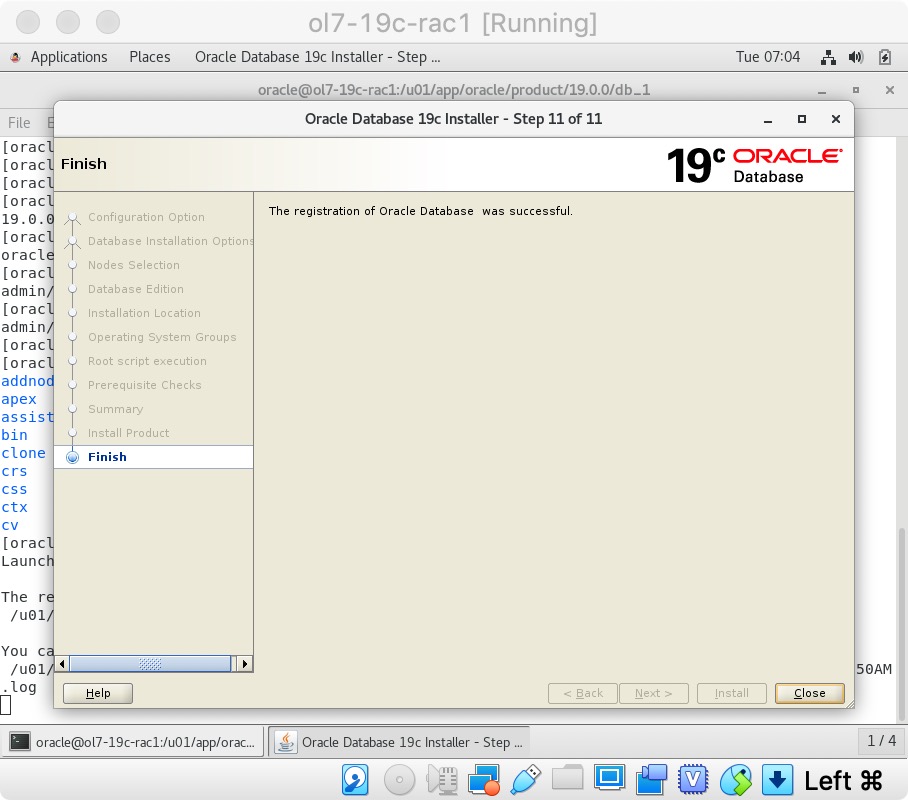 ol7-19c-rac1 [Running]
Applications Places Oracle Database 19c Installer - Step ... Tue 07:04
oracle@ol7-19c-rac1:/u01/app/oracle/product/19.0.0/db_1
File E
Oracle Database 19c Installer - Step 11 of 11
Finish
19c ORACLE
Database
[oracl
[oracl
[oracl
[oracl
19.0.0
[oracl
oracle
[oracl
admin/
[oracl
admin/
[oracl
[oracl
addnod
apex
assist
bin
clone
crs
css
ctx
cv
[oracl
Launch
The re
/u01/
You ca
/u01/ 50AM
.log
Configuration Option
Database Installation Options
Nodes Selection
Database Edition
Installation Location
Operating System Groups
Root script execution
Prerequisite Checks
Summary
Install Product
Finish
The registration of Oracle Database was successful.
Help < Back Next > Install Close
oracle@ol7-19c-rac1:/u01/app/orac... Oracle Database 19c Installer - Step ... 1 / 4
Left ⌘